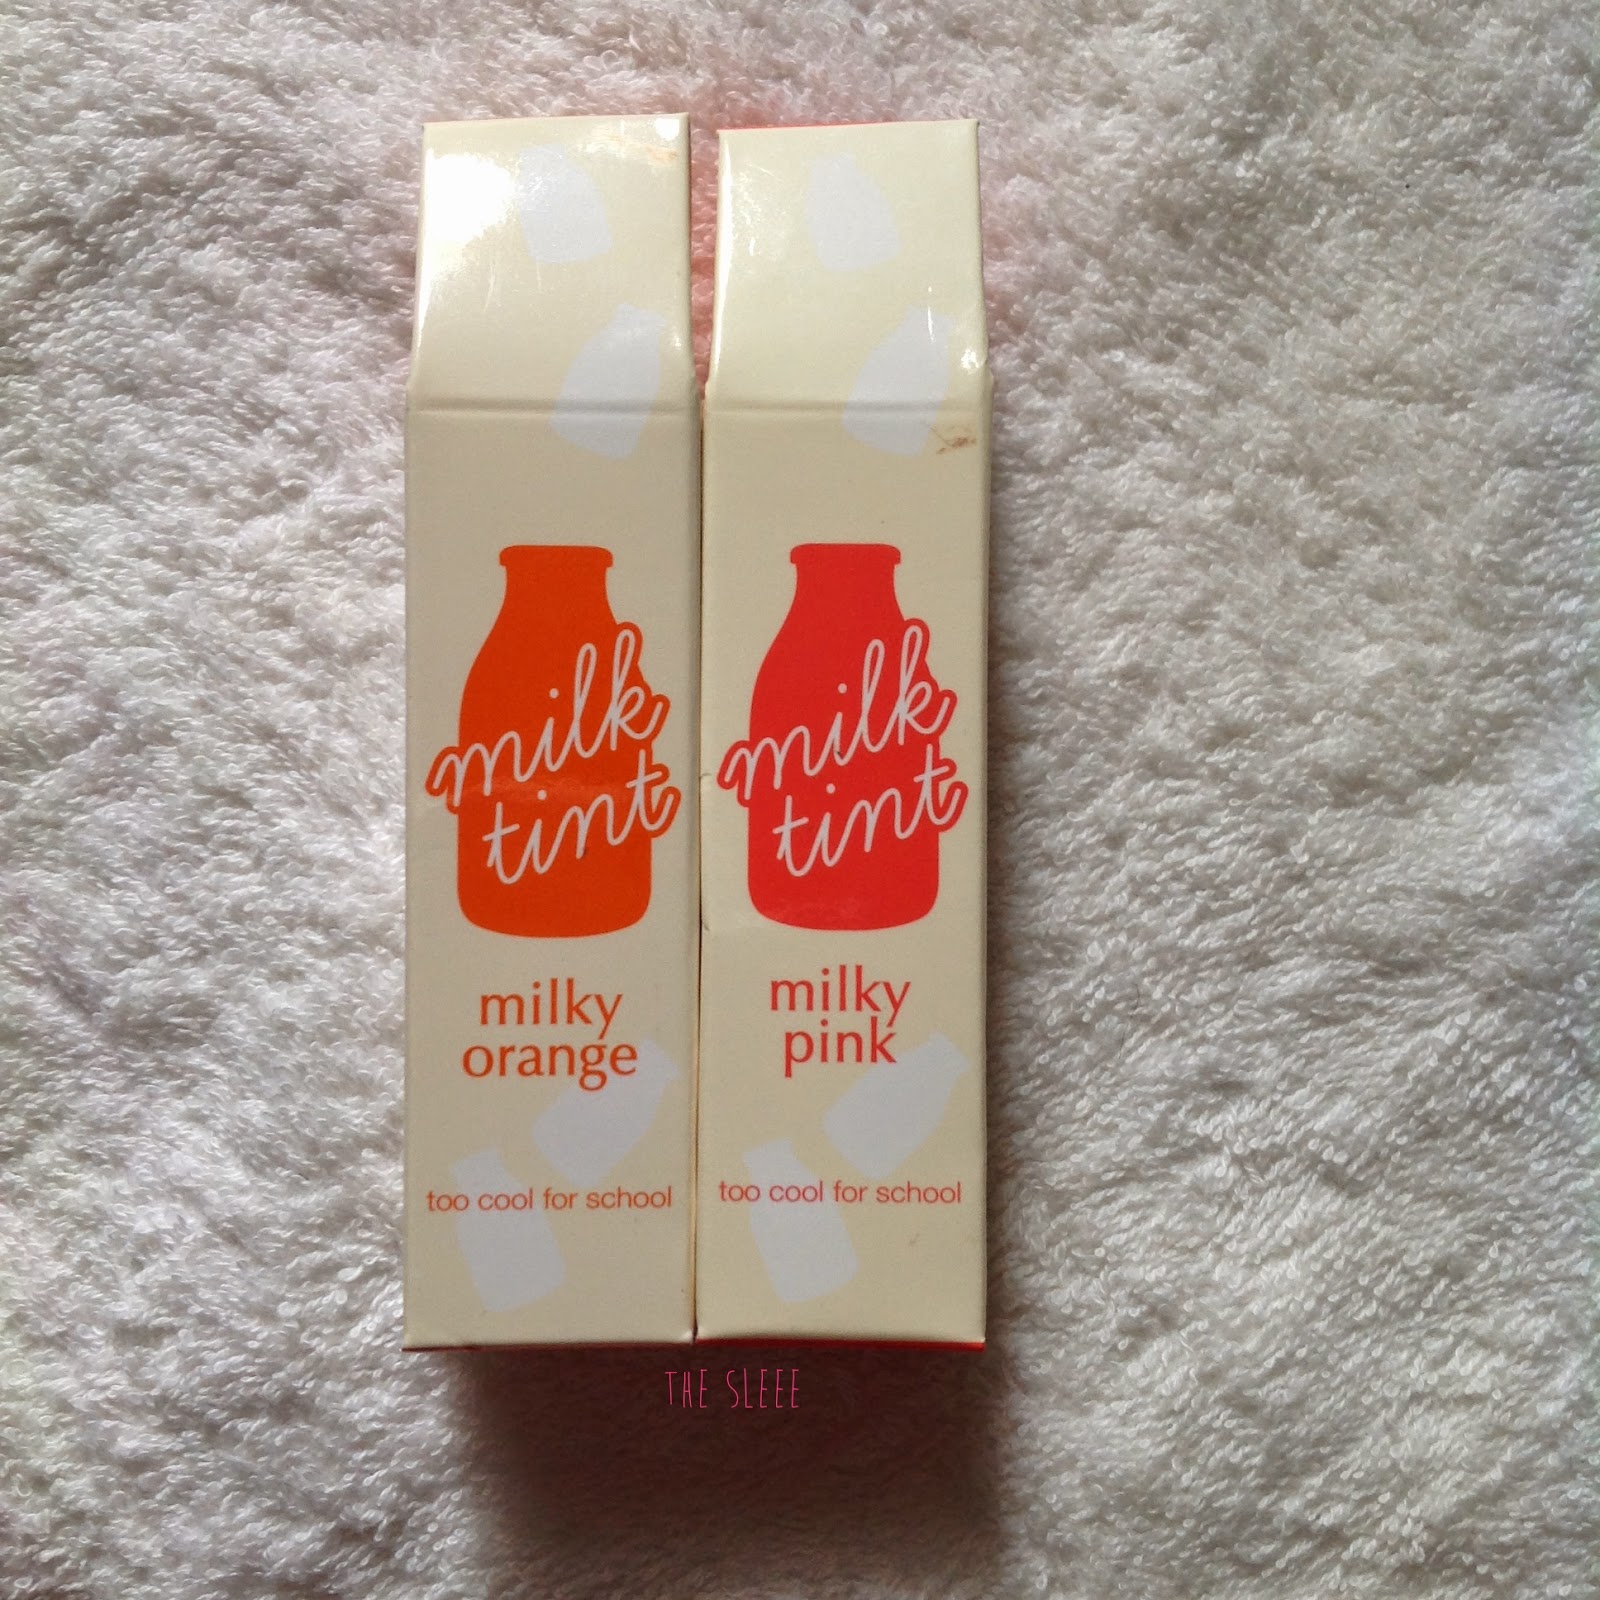 milk
tint
milky
orange
too cool for school
milk
tint
milky
pink
too cool for school
THE SLEEE